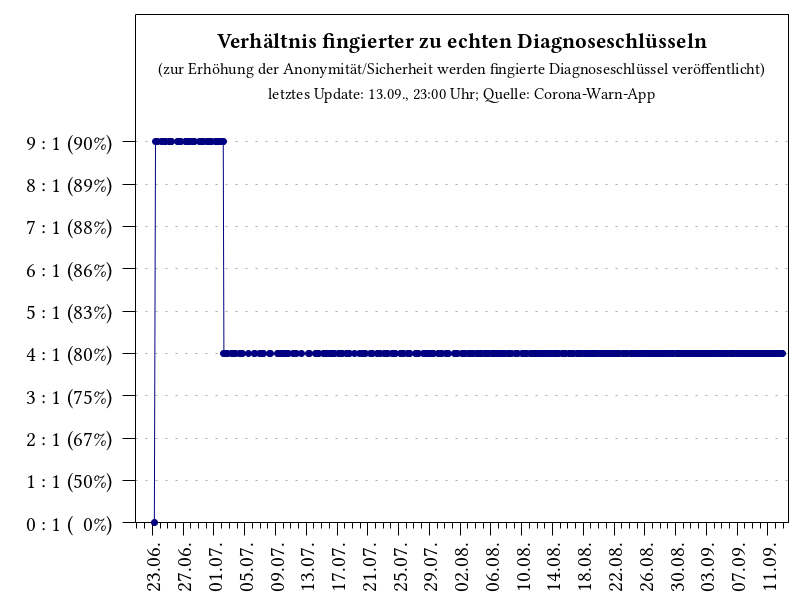 Verhältnis fingierter zu echten Diagnoseschlüsseln
(zur Erhöhung der Anonymität/Sicherheit werden fingierte Diagnoseschlüssel veröffentlicht)
letztes Update: 13.09., 23:00 Uhr; Quelle: Corona-Warn-App
9 : 1 (90%)
8 : 1 (89%)
7 : 1 (88%)
6 : 1 (86%)
5 : 1 (83%)
4 : 1 (80%)
3 : 1 (75%)
2 : 1 (67%)
1 : 1 (50%)
0 : 1 (  0%)
23.06.
27.06.
01.07.
05.07.
09.07.
13.07.
17.07.
21.07.
25.07.
29.07.
02.08.
06.08.
10.08.
14.08.
18.08.
22.08.
26.08.
30.08.
03.09.
07.09.
11.09.